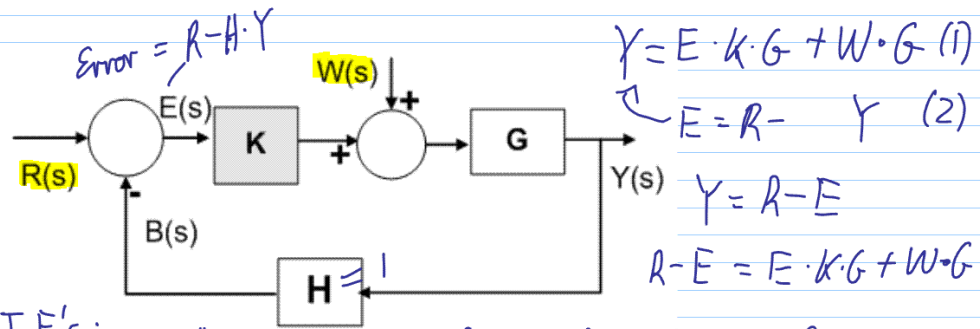 Error = R-H·Y
Y = E·K·G + W·G (1)
W(s)
+
E(s)
E = R- Y (2)
K
+
G
R(s)
-
Y(s)
Y = R-E
B(s)
H = 1
R-E = E·K·G + W·G